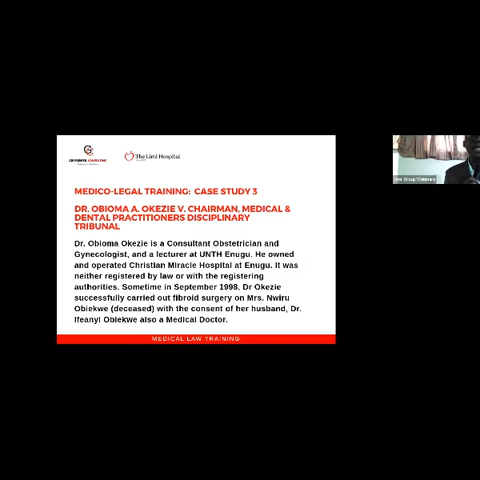 The Limi Hospital
MEDICO-LEGAL TRAINING: CASE STUDY 3
DR. OBIOMA A. OKEZIE V. CHAIRMAN, MEDICAL &
DENTAL PRACTITIONERS DISCIPLINARY
TRIBUNAL
Dr. Obioma Okezie is a Consultant Obstetrician and
Gynecologist, and a lecturer at UNTH Enugu. He owned
and operated Christian Miracle Hospital at Enugu. It was
neither registered by law or with the registering
authorities. Sometime in September 1998, Dr Okezie
successfully carried out fibroid surgery on Mrs. Nwiru
Obiekwe (deceased) with the consent of her husband, Dr.
Ifeanyi Obiekwe also a Medical Doctor.
MEDICAL LAW TRAINING